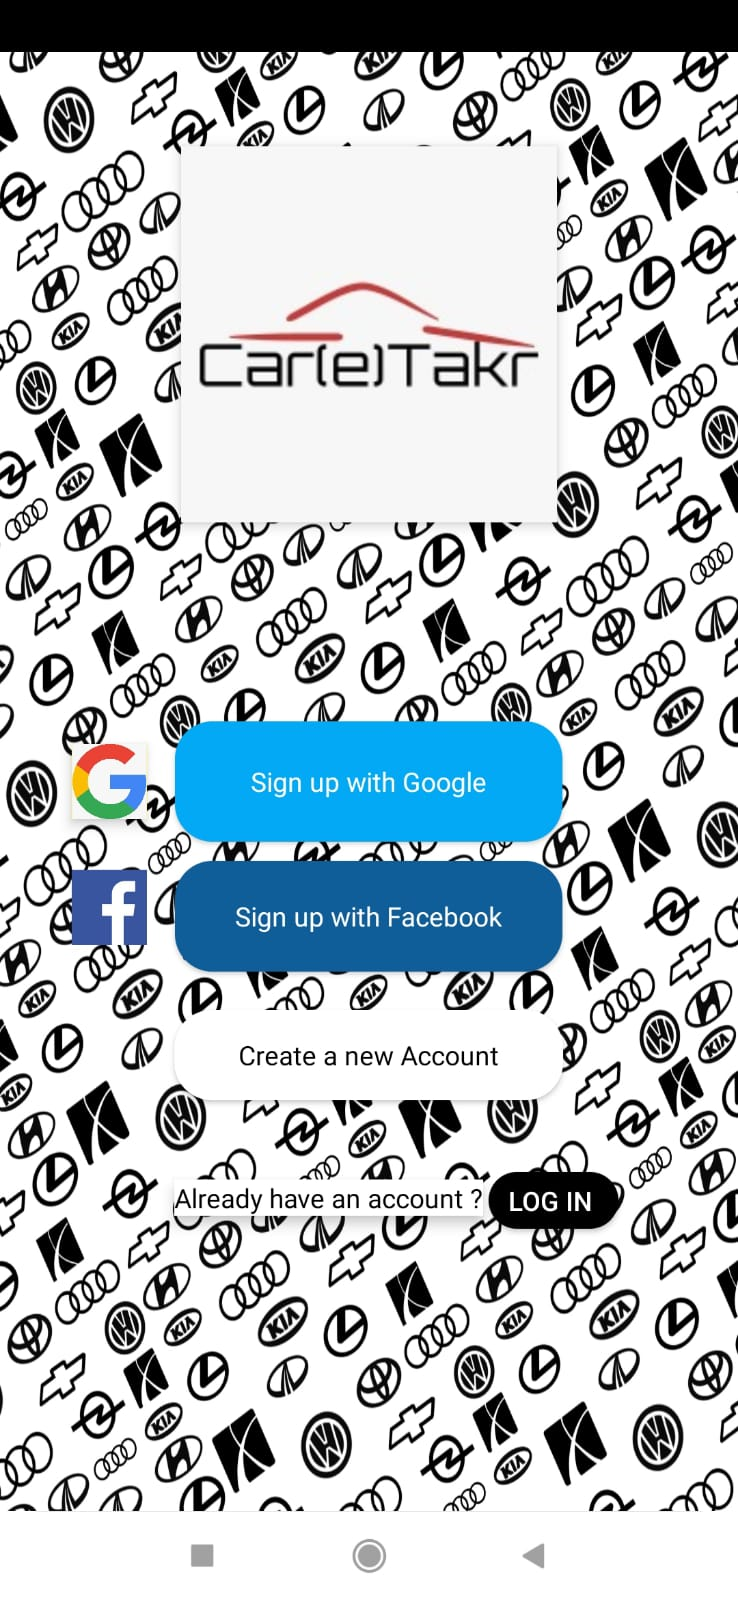 Car(e)Takr
Sign up with Google
Sign up with Facebook
Create a new Account
Already have an account ?
LOG IN